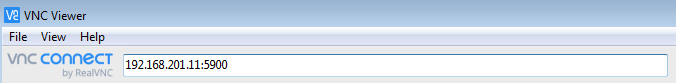 VNC Viewer
File View Help
vnc connect 192.168.201.11:5900
by RealVNC